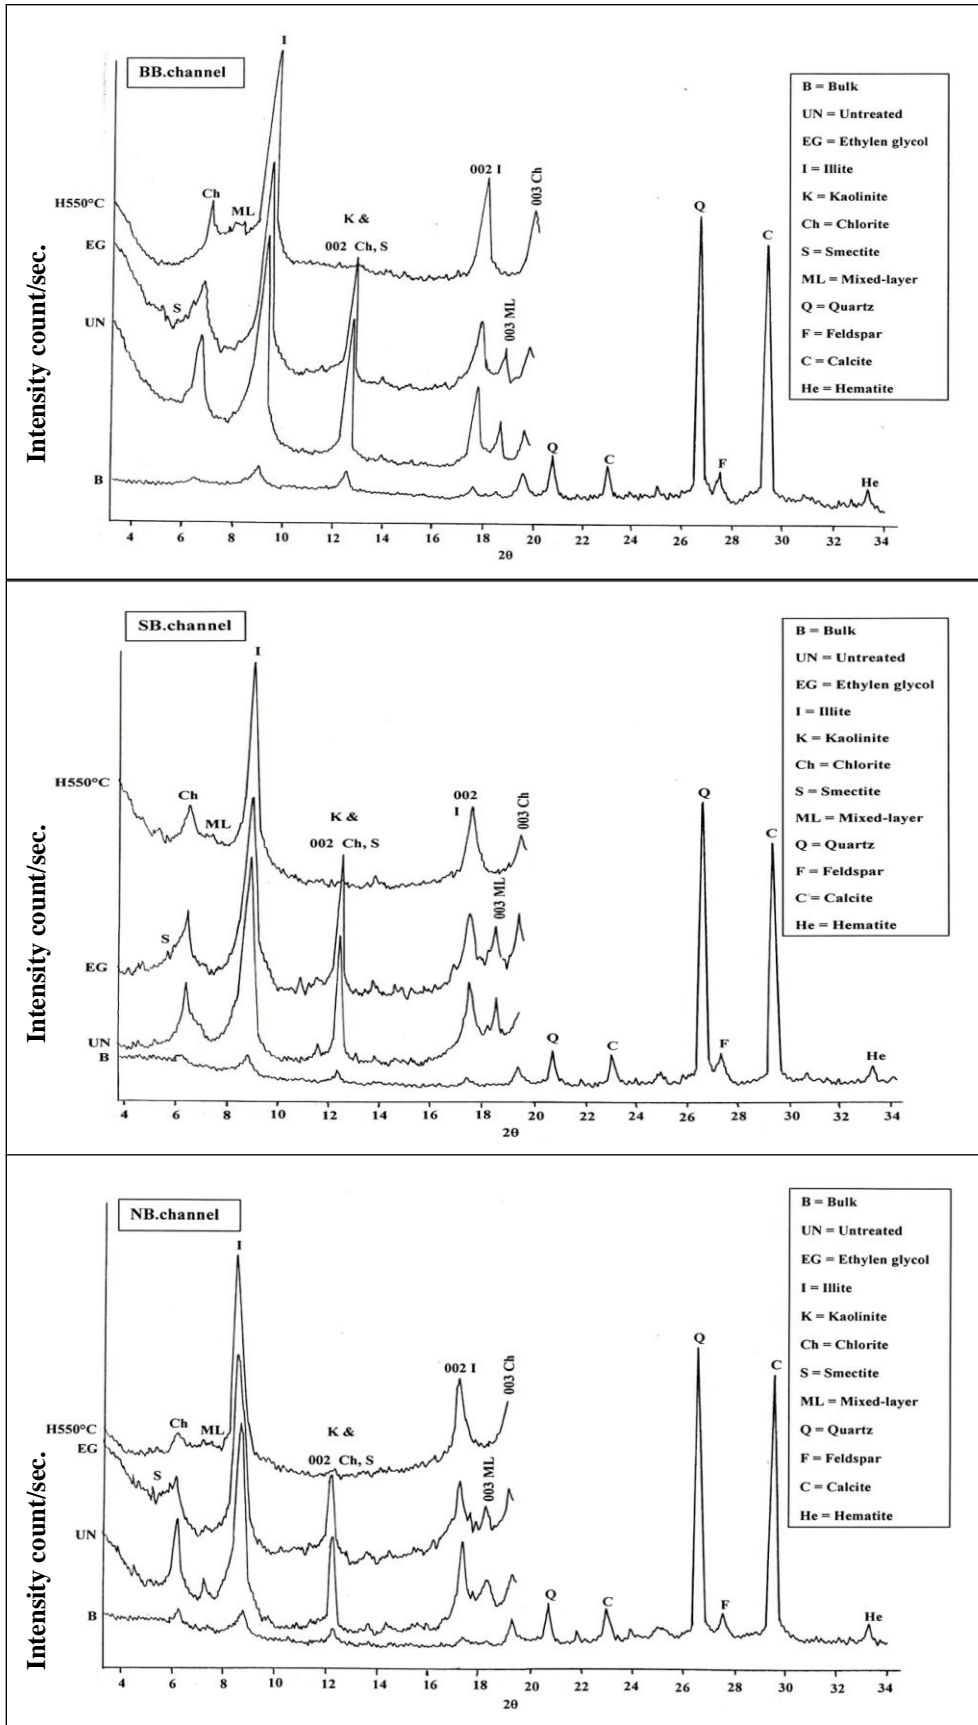 BB.channel
I
B = Bulk
UN = Untreated
EG = Ethylen glycol
I = Illite
K = Kaolinite
Ch = Chlorite
S = Smectite
ML = Mixed-layer
Q = Quartz
F = Feldspar
C = Calcite
He = Hematite
H550°C
EG
UN
B
Ch
ML
S
K &
002 Ch, S
002 I
003 Ch
003 ML
Q
C
Q
F
C
He
Intensity count/sec.
4 6 8 10 12 14 16 18 20 22 24 26 28 30 32 34
2θ
SB.channel
I
B = Bulk
UN = Untreated
EG = Ethylen glycol
I = Illite
K = Kaolinite
Ch = Chlorite
S = Smectite
ML = Mixed-layer
Q = Quartz
F = Feldspar
C = Calcite
He = Hematite
H550°C
EG
UN
B
Ch
ML
S
K &
002 Ch, S
002
I
003 Ch
003 ML
Q
C
Q
F
C
He
Intensity count/sec.
4 6 8 10 12 14 16 18 20 22 24 26 28 30 32 34
2θ
NB.channel
I
B = Bulk
UN = Untreated
EG = Ethylen glycol
I = Illite
K = Kaolinite
Ch = Chlorite
S = Smectite
ML = Mixed-layer
Q = Quartz
F = Feldspar
C = Calcite
He = Hematite
H550°C
EG
UN
B
Ch
ML
S
K &
002 Ch, S
002 I
003 Ch
003 ML
Q
C
Q
F
C
He
Intensity count/sec.
4 6 8 10 12 14 16 18 20 22 24 26 28 30 32 34
2θ